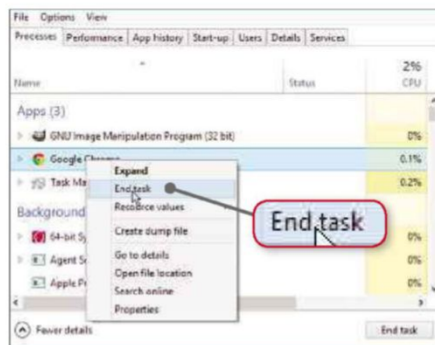 File Options View
Processes Performance App history Start-up Users Details Services
2%
Name Status CPU
Apps (3)
GNU Image Manipulation Program (32 bit) 0%
Google Chrome 0.1%
Task Ma 0.2%
Background
64-bit Sy 0%
Agent Se 0%
Apple Pu 0%
Expand
End task
Resource values
Create dump file
Go to details
Open file location
Search online
Properties
End task
Fewer details End task